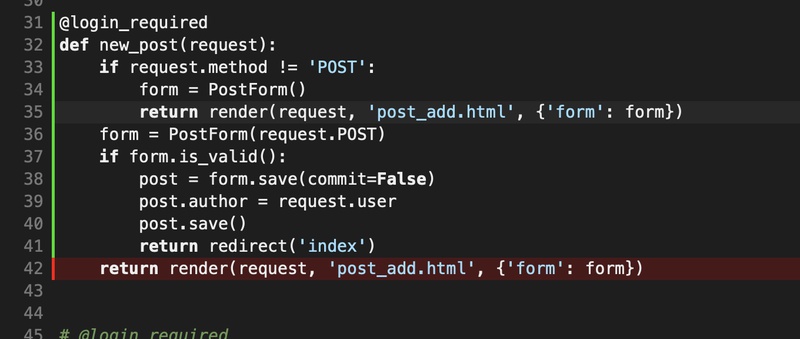 30
31 @login_required
32 def new_post(request):
33     if request.method != 'POST':
34         form = PostForm()
35         return render(request, 'post_add.html', {'form': form})
36     form = PostForm(request.POST)
37     if form.is_valid():
38         post = form.save(commit=False)
39         post.author = request.user
40         post.save()
41         return redirect('index')
42     return render(request, 'post_add.html', {'form': form})
43
44
45 # @login_required